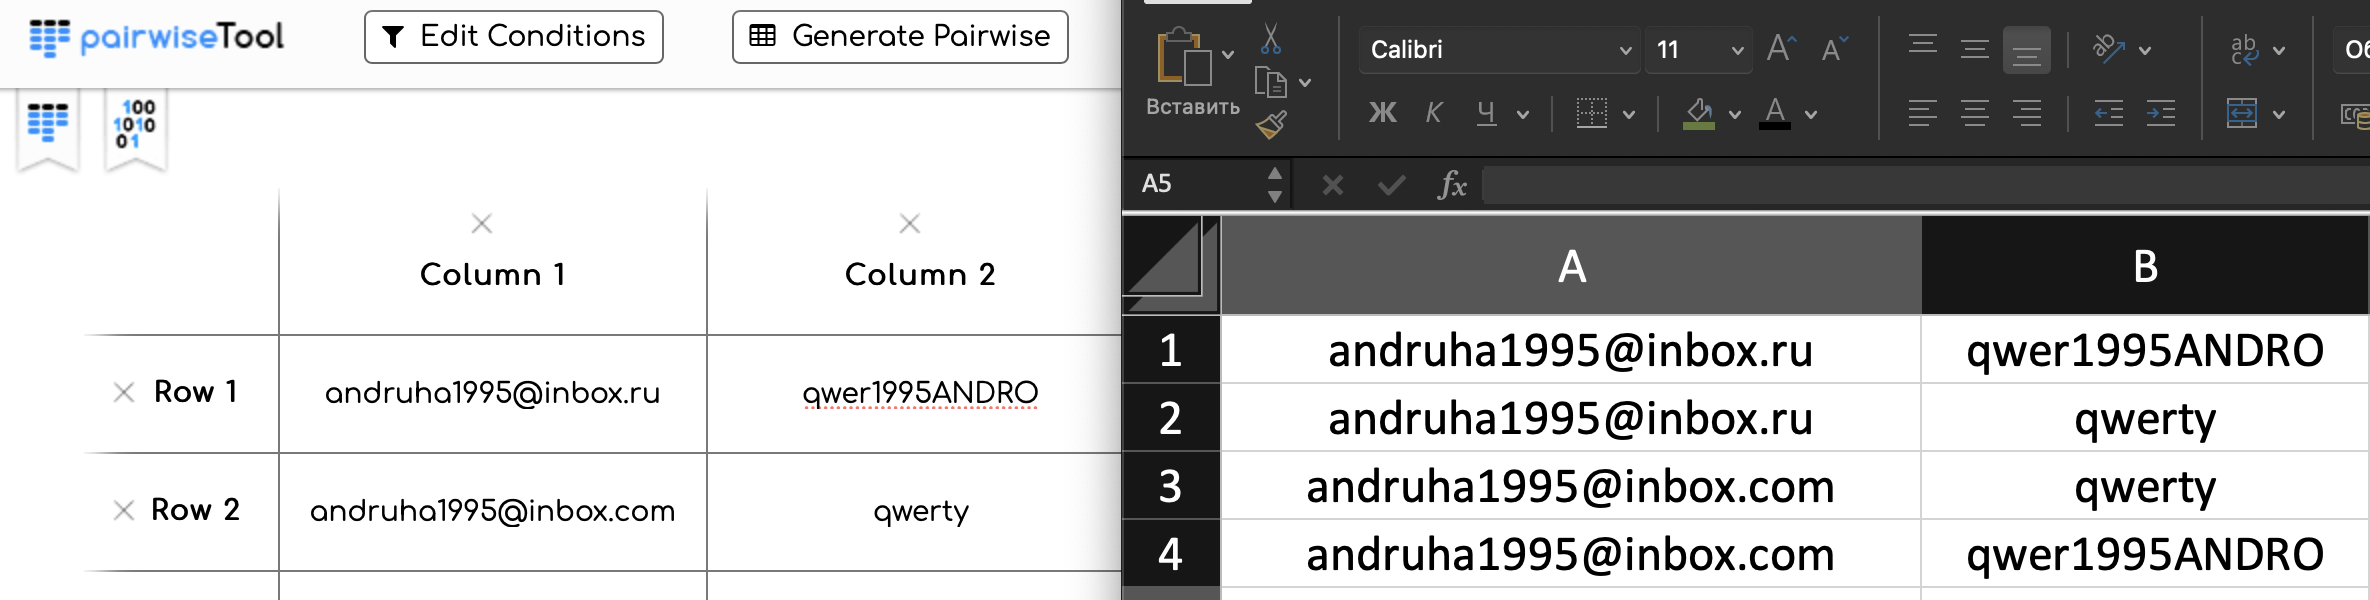 pairwiseTool
Edit Conditions
Generate Pairwise
100
1010
01
Column 1
Column 2
Row 1
andruha1995@inbox.ru
qwer1995ANDRO
Row 2
andruha1995@inbox.com
qwerty
Вставить
Calibri
11
A
A
ab
ab
c
Ж
К
Ч
А
A5
fx
A
B
1
andruha1995@inbox.ru
qwer1995ANDRO
2
andruha1995@inbox.ru
qwerty
3
andruha1995@inbox.com
qwerty
4
andruha1995@inbox.com
qwer1995ANDRO